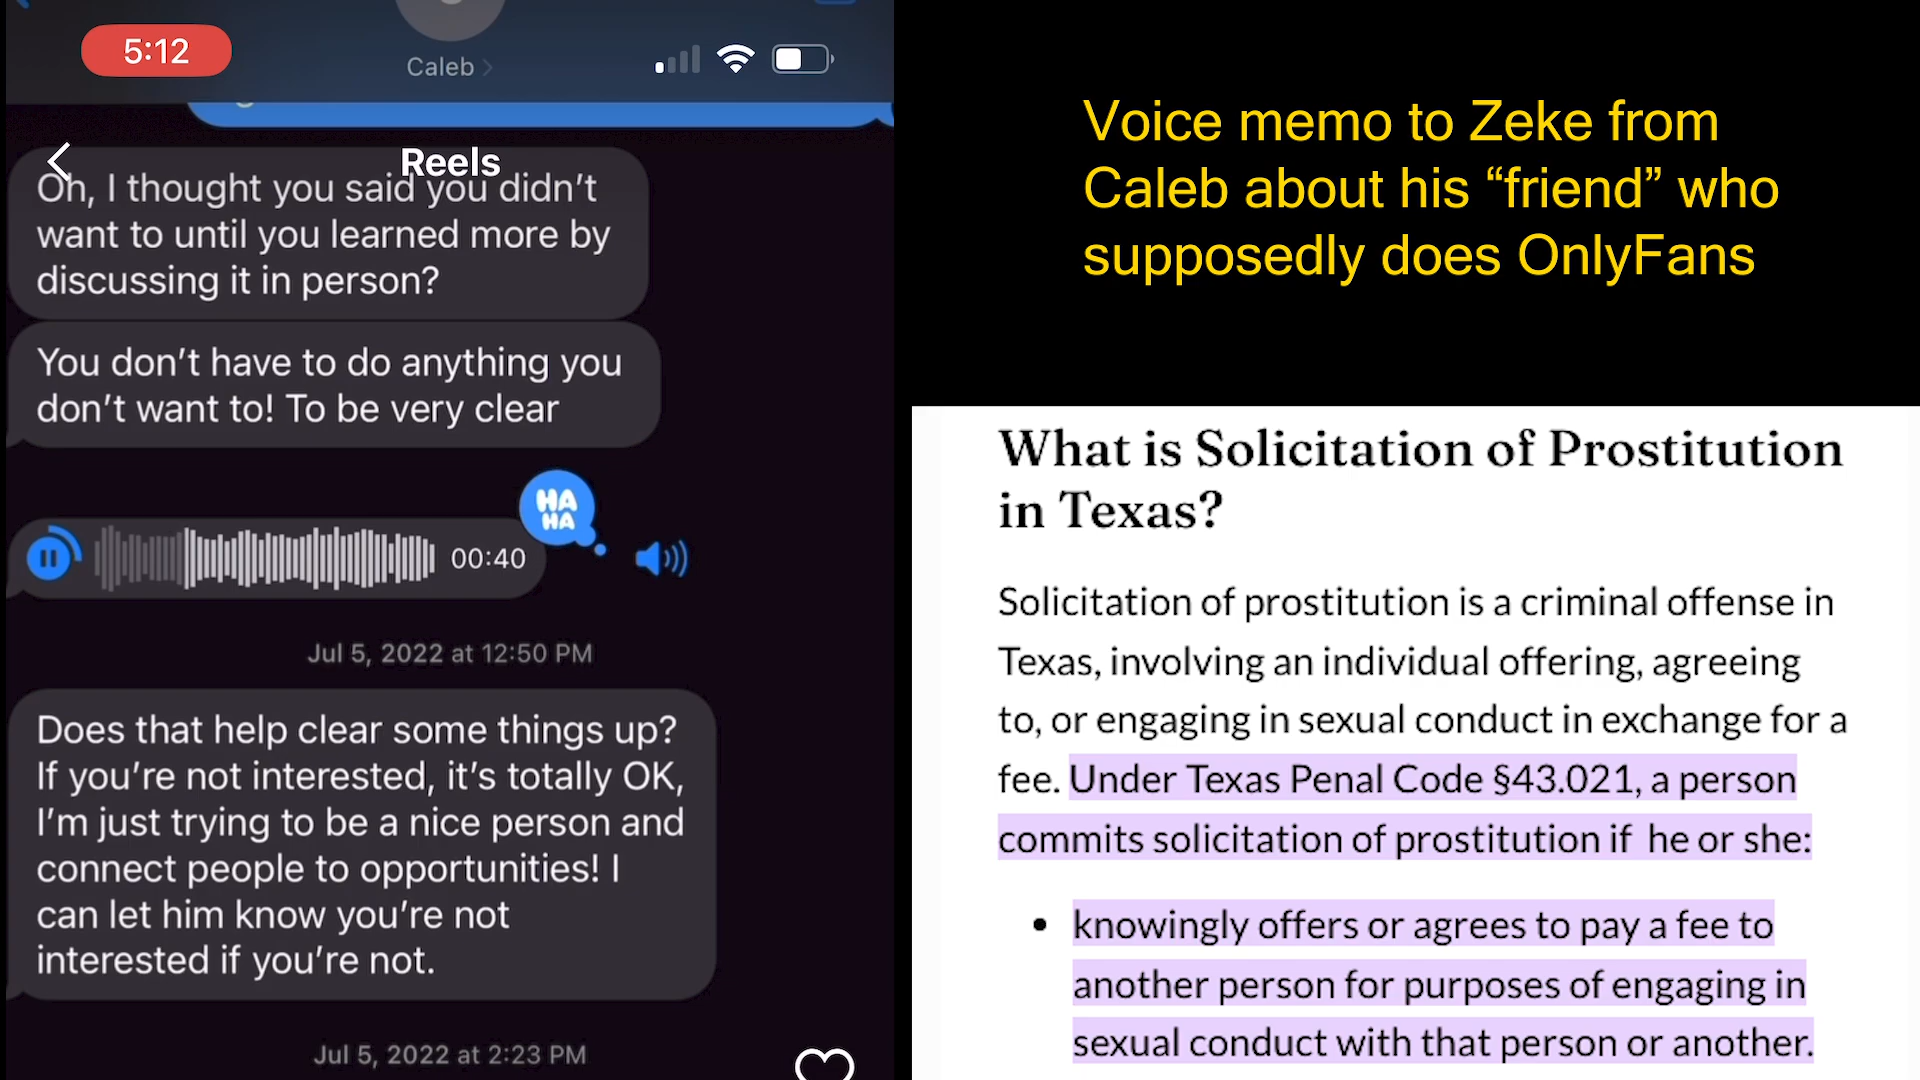 5:12
Caleb
Reels
Oh, I thought you said you didn't
want to until you learned more by
discussing it in person?
You don't have to do anything you
don't want to! To be very clear
HA
HA
00:40
Jul 5, 2022 at 12:50 PM
Does that help clear some things up?
If you're not interested, it's totally OK,
I'm just trying to be a nice person and
connect people to opportunities! I
can let him know you're not
interested if you're not.
Jul 5, 2022 at 2:23 PM
Voice memo to Zeke from
Caleb about his “friend” who
supposedly does OnlyFans
What is Solicitation of Prostitution
in Texas?
Solicitation of prostitution is a criminal offense in
Texas, involving an individual offering, agreeing
to, or engaging in sexual conduct in exchange for a
fee. Under Texas Penal Code §43.021, a person
commits solicitation of prostitution if he or she:
• knowingly offers or agrees to pay a fee to
another person for purposes of engaging in
sexual conduct with that person or another.